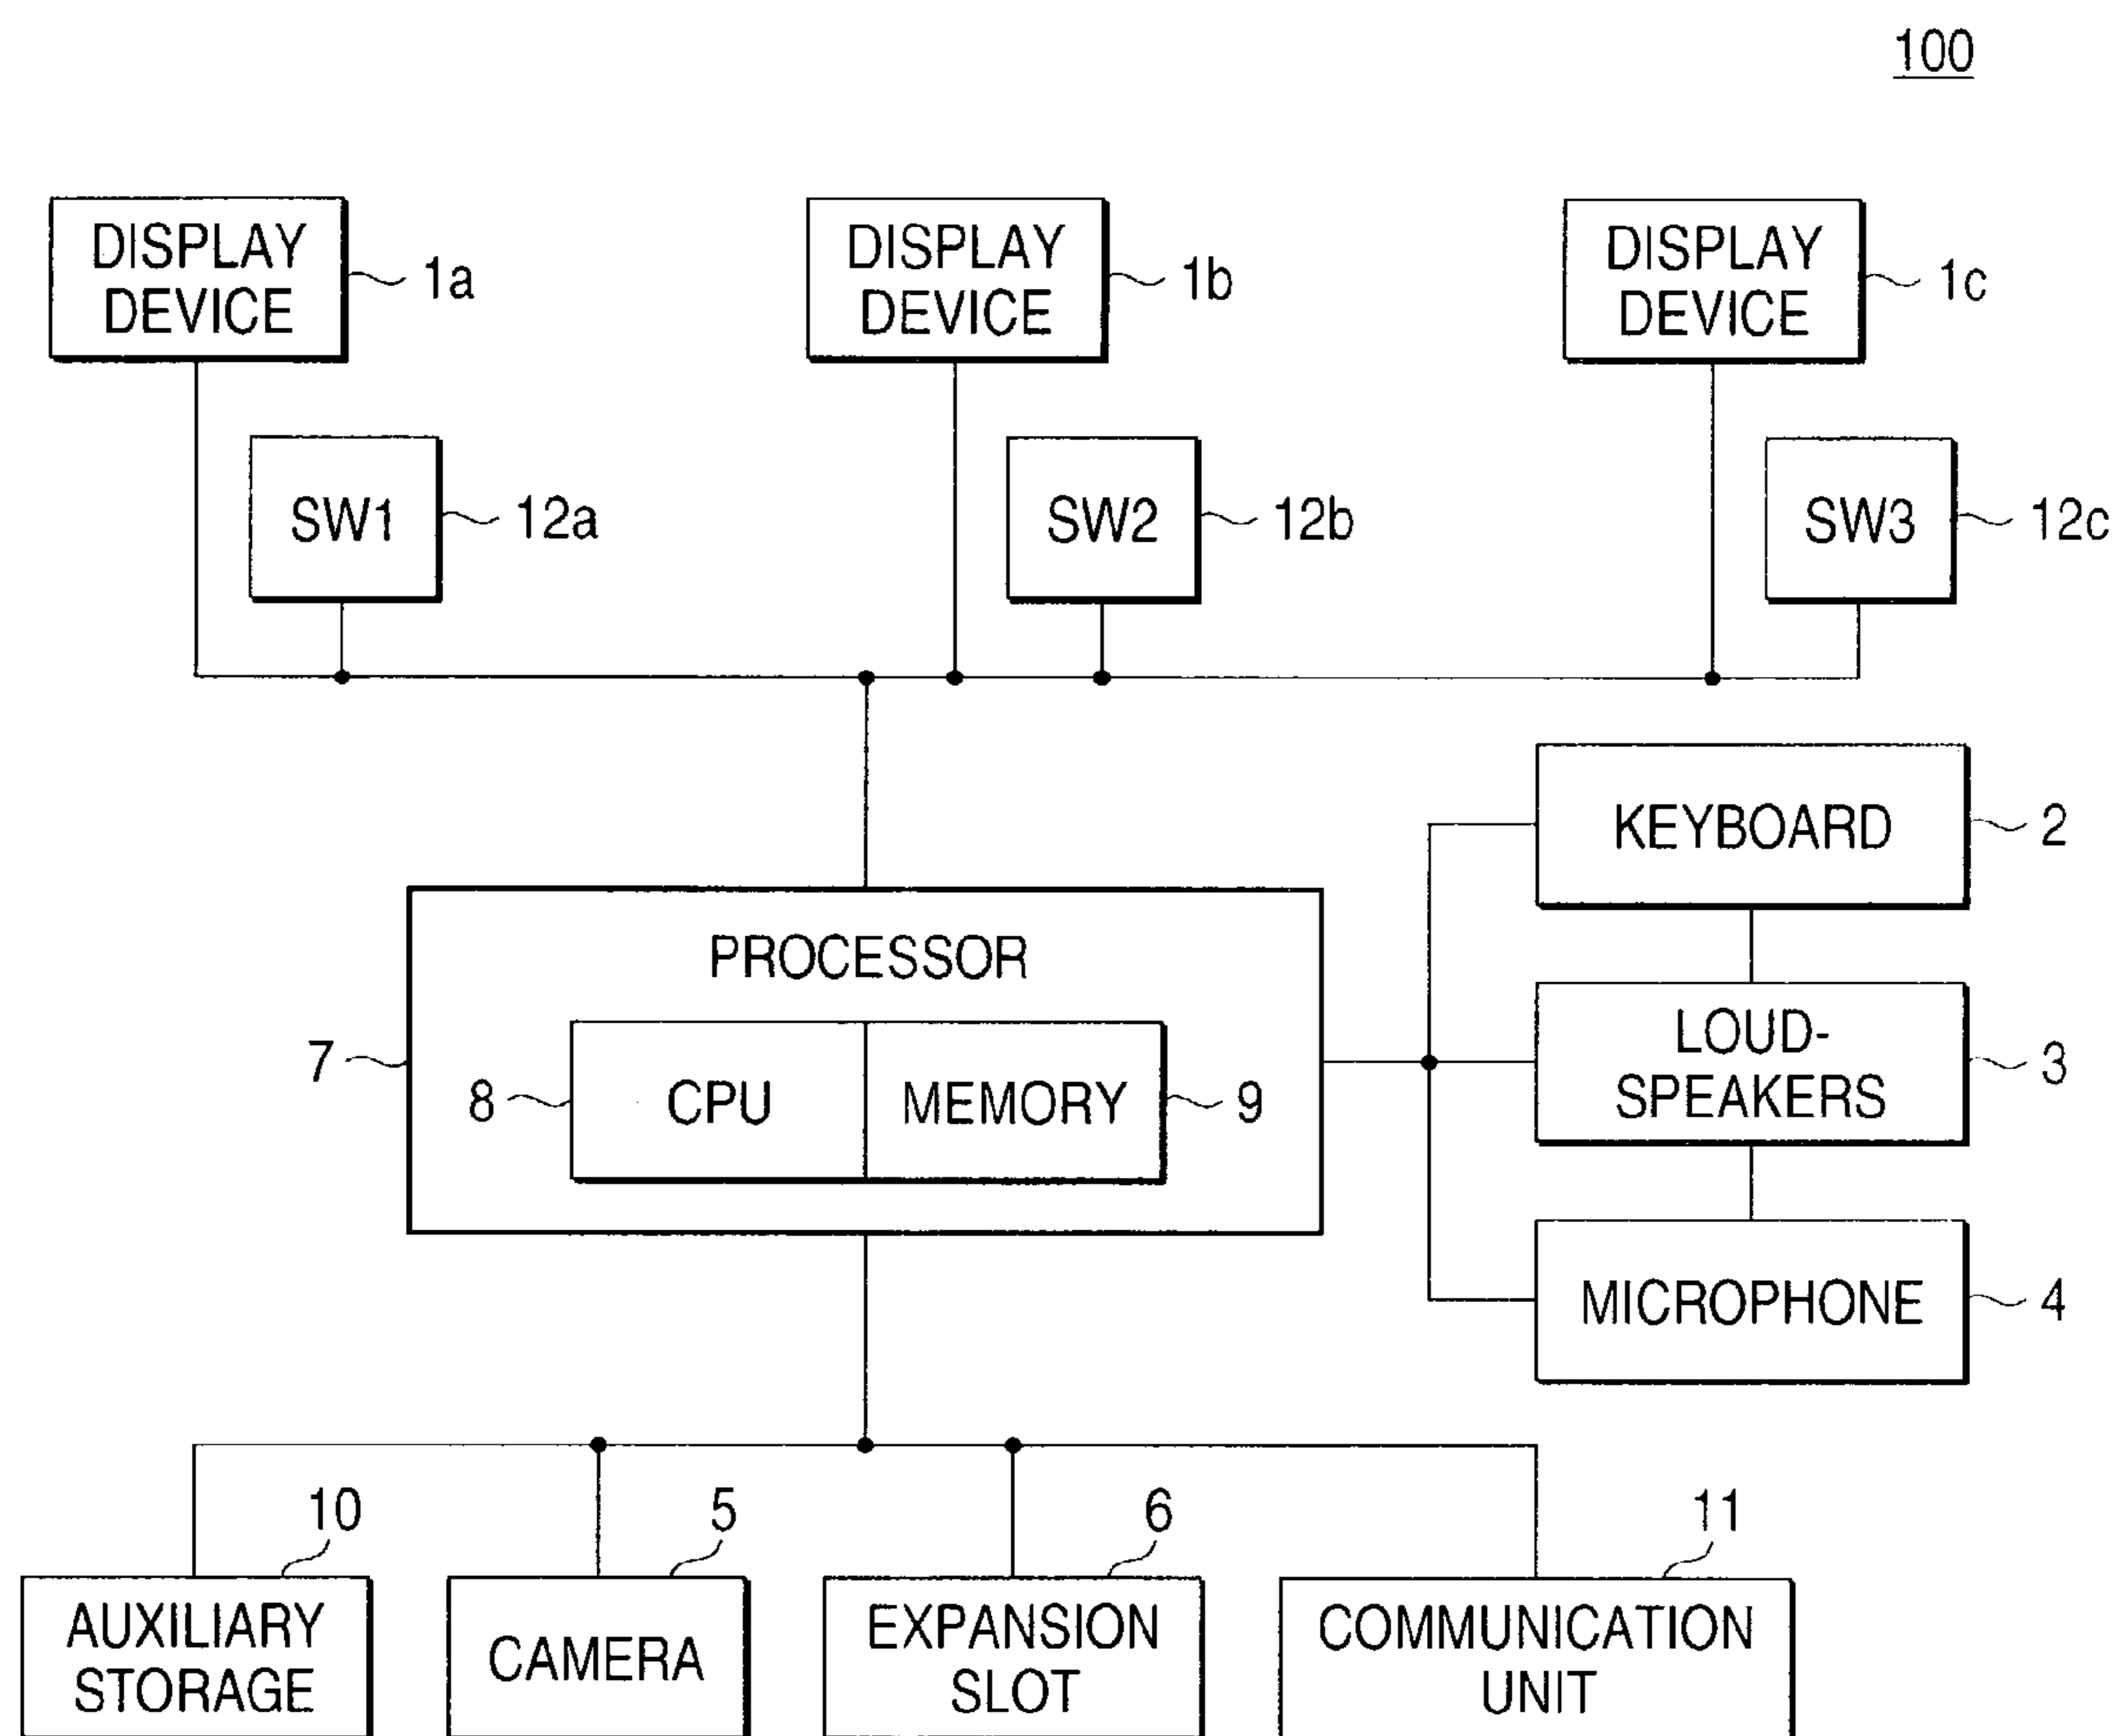 100
DISPLAY
DEVICE
1a
DISPLAY
DEVICE
1b
DISPLAY
DEVICE
1c
SW1
12a
SW2
12b
SW3
12c
KEYBOARD
2
PROCESSOR
7
8
CPU
MEMORY
9
LOUD-
SPEAKERS
3
MICROPHONE
4
10
AUXILIARY
STORAGE
5
CAMERA
6
EXPANSION
SLOT
11
COMMUNICATION
UNIT